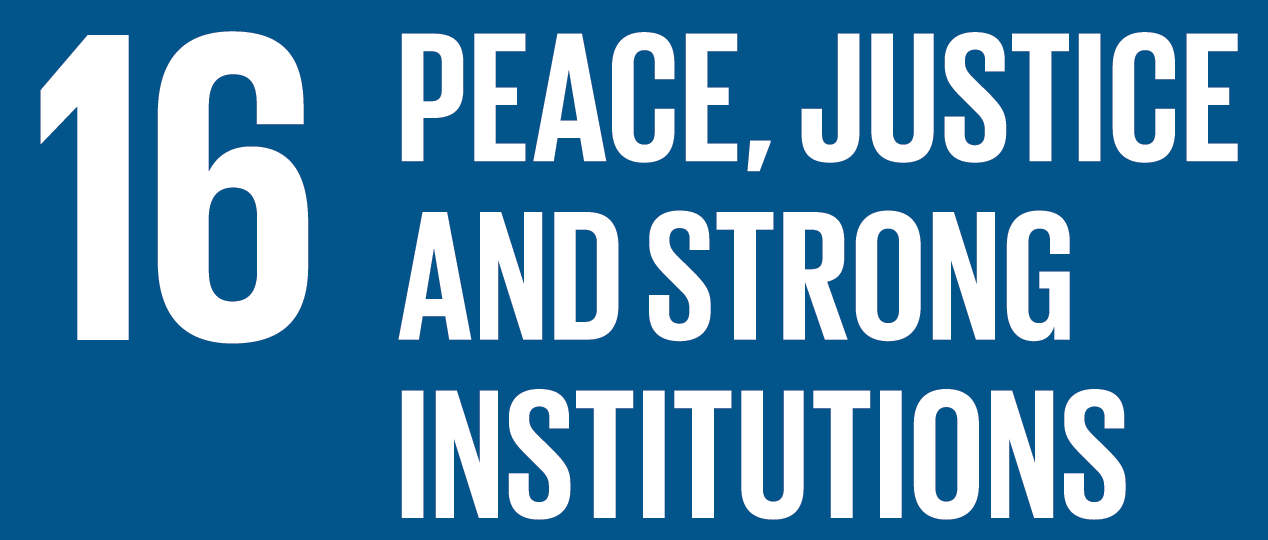 16
PEACE, JUSTICE
AND STRONG
INSTITUTIONS